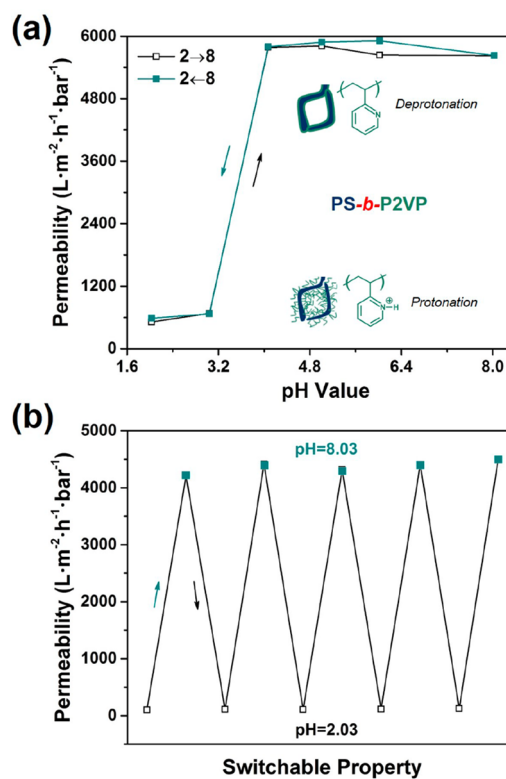 (a)
6000
4800
3600
2400
1200
0
Permeability (L·m⁻²·h⁻¹·bar⁻¹)
2→8
2←8
N
Deprotonation
PS-b-P2VP
⊕
N-H
Protonation
1.6
3.2
4.8
6.4
8.0
pH Value
(b)
5000
4000
3000
2000
1000
0
Permeability (L·m⁻²·h⁻¹·bar⁻¹)
pH=8.03
pH=2.03
Switchable Property